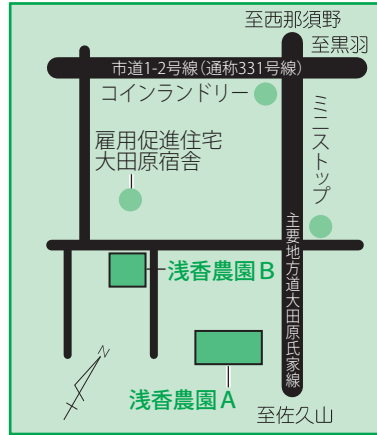 至西那須野
至黒羽
市道1-2号線(通称331号線)
コインランドリー
ミニストップ
雇用促進住宅
大田原宿舎
主要地方道大田原氏家線
浅香農園B
浅香農園A
N
至佐久山